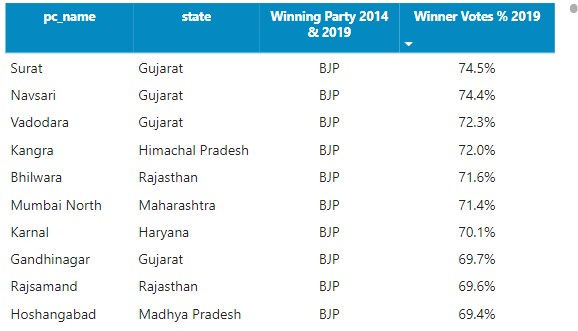 pc_name state Winning Party 2014 Winner Votes % 2019
& 2019
Surat Gujarat BJP 74.5%
Navsari Gujarat BJP 74.4%
Vadodara Gujarat BJP 72.3%
Kangra Himachal Pradesh BJP 72.0%
Bhilwara Rajasthan BJP 71.6%
Mumbai North Maharashtra BJP 71.4%
Karnal Haryana BJP 70.1%
Gandhinagar Gujarat BJP 69.7%
Rajsamand Rajasthan BJP 69.6%
Hoshangabad Madhya Pradesh BJP 69.4%